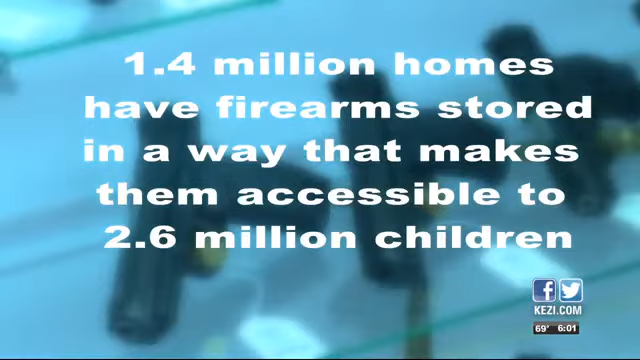 1.4 million homes
have firearms stored
in a way that makes
them accessible to
2.6 million children
KEZI.COM
69° 6:01